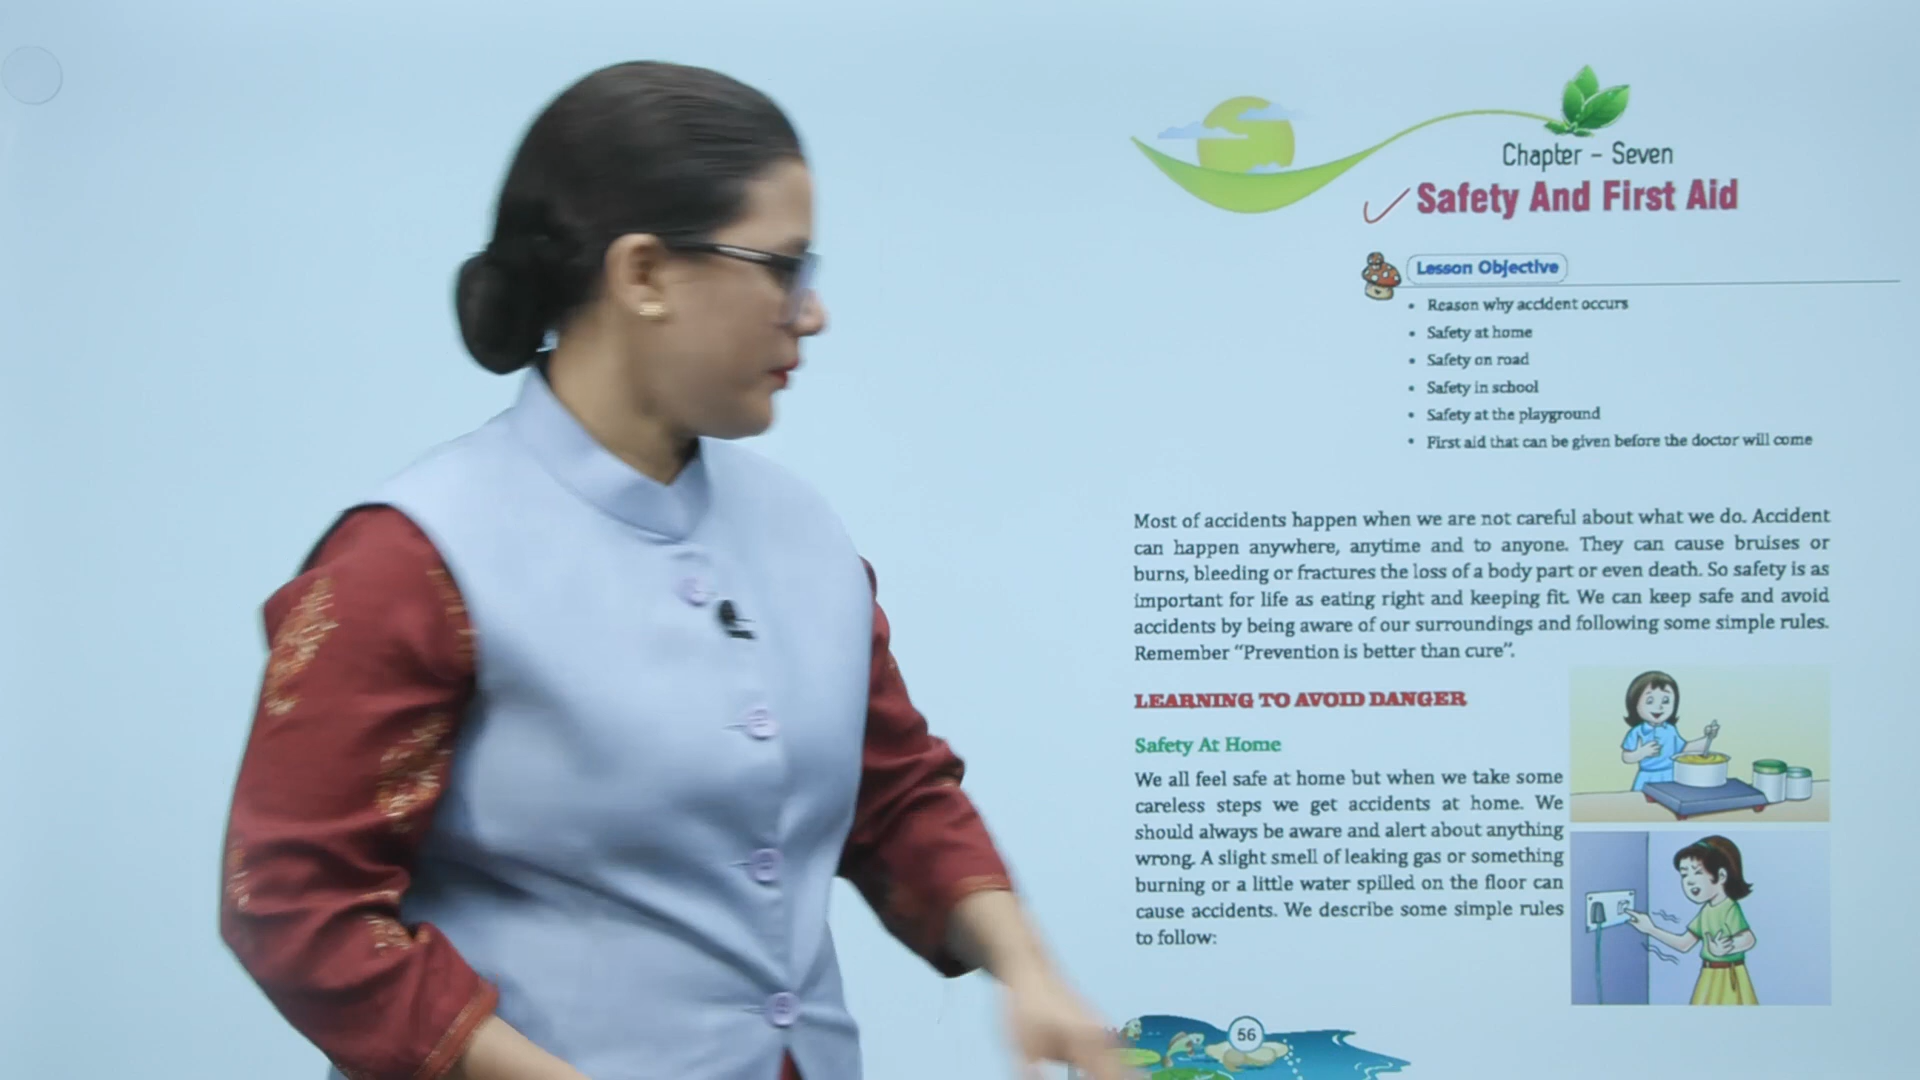 Chapter – Seven
Safety And First Aid
Lesson Objective
• Reason why accident occurs
• Safety at home
• Safety on road
• Safety in school
• Safety at the playground
• First aid that can be given before the doctor will come
Most of accidents happen when we are not careful about what we do. Accident
can happen anywhere, anytime and to anyone. They can cause bruises or
burns, bleeding or fractures the loss of a body part or even death. So safety is as
important for life as eating right and keeping fit. We can keep safe and avoid
accidents by being aware of our surroundings and following some simple rules.
Remember “Prevention is better than cure”.
LEARNING TO AVOID DANGER
Safety At Home
We all feel safe at home but when we take some
careless steps we get accidents at home. We
should always be aware and alert about anything
wrong. A slight smell of leaking gas or something
burning or a little water spilled on the floor can
cause accidents. We describe some simple rules
to follow:
56